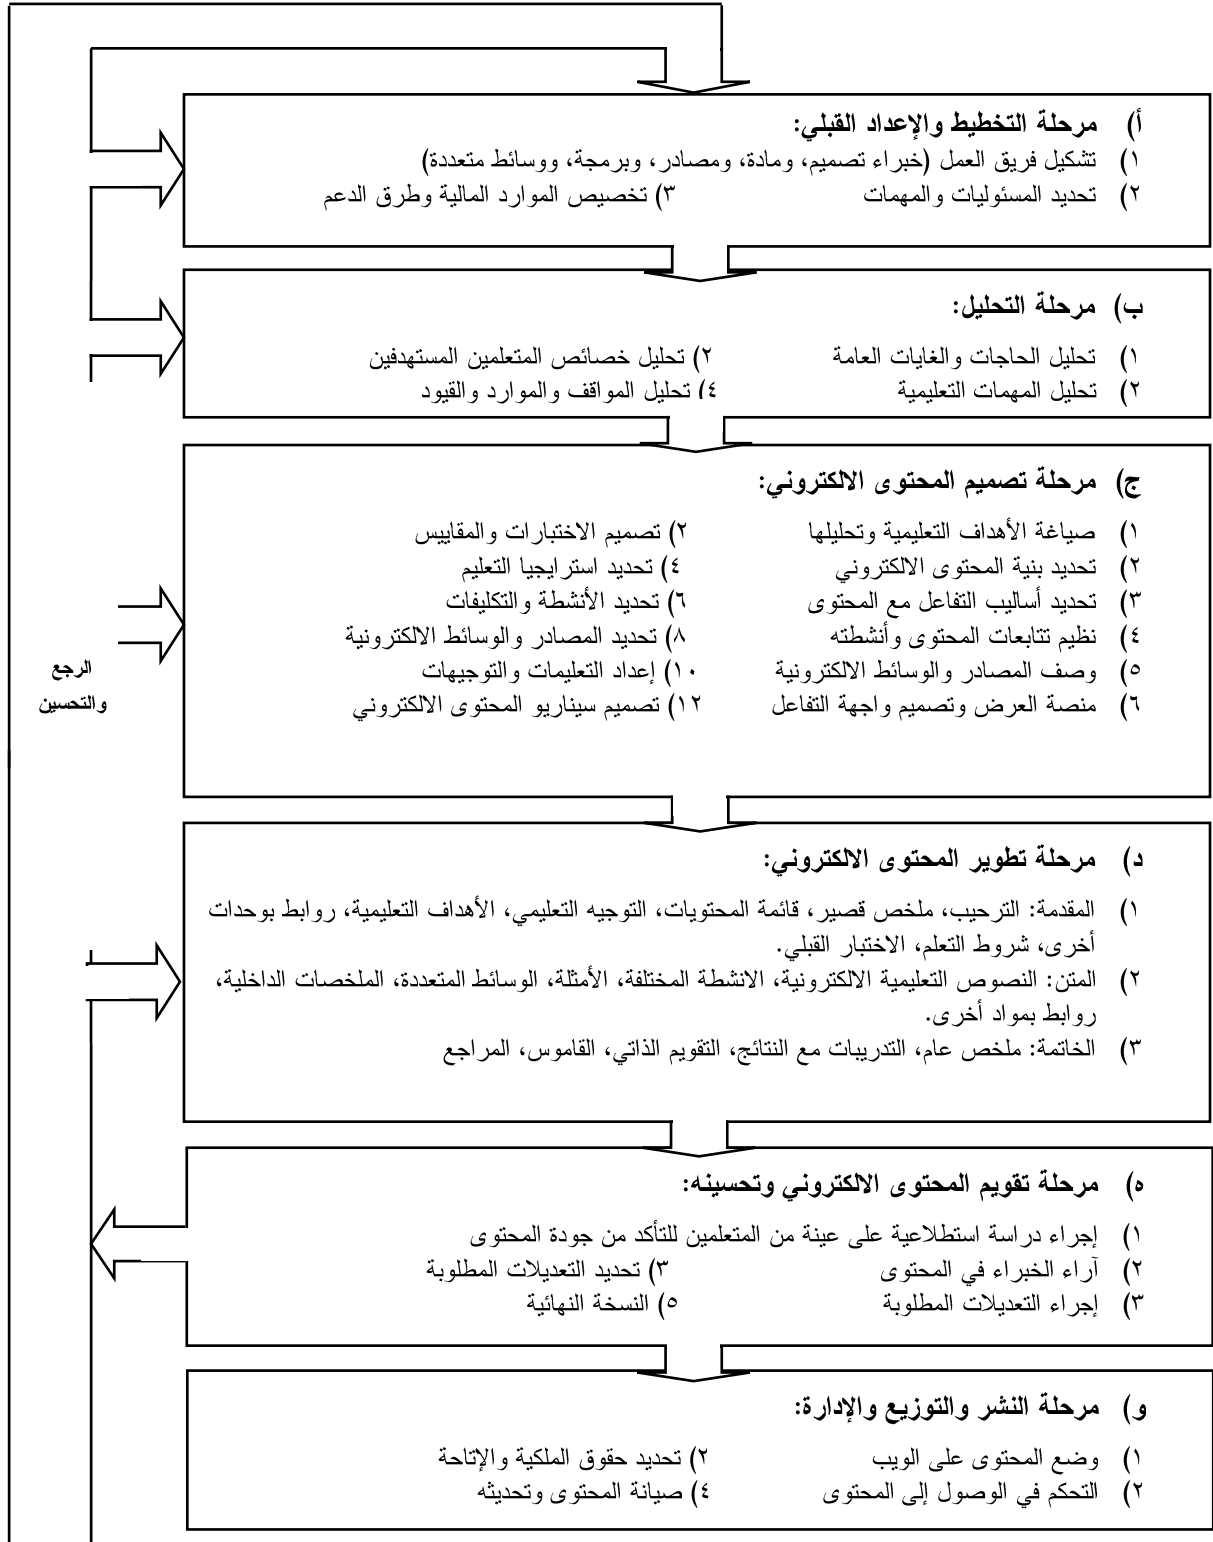 أ) مرحلة التخطيط والإعداد القبلي:
١) تشكيل فريق العمل (خبراء تصميم، ومادة، ومصادر، وبرمجة، ووسائط متعددة)
٢) تحديد المسئوليات والمهمات ٣) تخصيص الموارد المالية وطرق الدعم
ب) مرحلة التحليل:
١) تحليل الحاجات والغايات العامة ٢) تحليل خصائص المتعلمين المستهدفين
٢) تحليل المهمات التعليمية ٤) تحليل المواقف والموارد والقيود
ج) مرحلة تصميم المحتوى الالكتروني:
١) صياغة الأهداف التعليمية وتحليلها ٢) تصميم الاختبارات والمقاييس
٢) تحديد بنية المحتوى الالكتروني ٤) تحديد استرايجيا التعليم
٣) تحديد أساليب التفاعل مع المحتوى ٦) تحديد الأنشطة والتكليفات
٤) نظيم تتابعات المحتوى وأنشطته ٨) تحديد المصادر والوسائط الالكترونية
٥) وصف المصادر والوسائط الالكترونية ١٠) إعداد التعليمات والتوجيهات
٦) منصة العرض وتصميم واجهة التفاعل ١٢) تصميم سيناريو المحتوى الالكتروني
الرجع
والتحسين
د) مرحلة تطوير المحتوى الالكتروني:
١) المقدمة: الترحيب، ملخص قصير، قائمة المحتويات، التوجيه التعليمي، الأهداف التعليمية، روابط بوحدات
أخرى، شروط التعلم، الاختبار القبلي.
٢) المتن: النصوص التعليمية الالكترونية، الانشطة المختلفة، الأمثلة، الوسائط المتعددة، الملخصات الداخلية،
روابط بمواد أخرى.
٣) الخاتمة: ملخص عام، التدريبات مع النتائج، التقويم الذاتي، القاموس، المراجع
ه) مرحلة تقويم المحتوى الالكتروني وتحسينه:
١) إجراء دراسة استطلاعية على عينة من المتعلمين للتأكد من جودة المحتوى
٢) آراء الخبراء في المحتوى ٣) تحديد التعديلات المطلوبة
٣) إجراء التعديلات المطلوبة ٥) النسخة النهائية
و) مرحلة النشر والتوزيع والإدارة:
١) وضع المحتوى على الويب ٢) تحديد حقوق الملكية والإتاحة
٢) التحكم في الوصول إلى المحتوى ٤) صيانة المحتوى وتحديثه